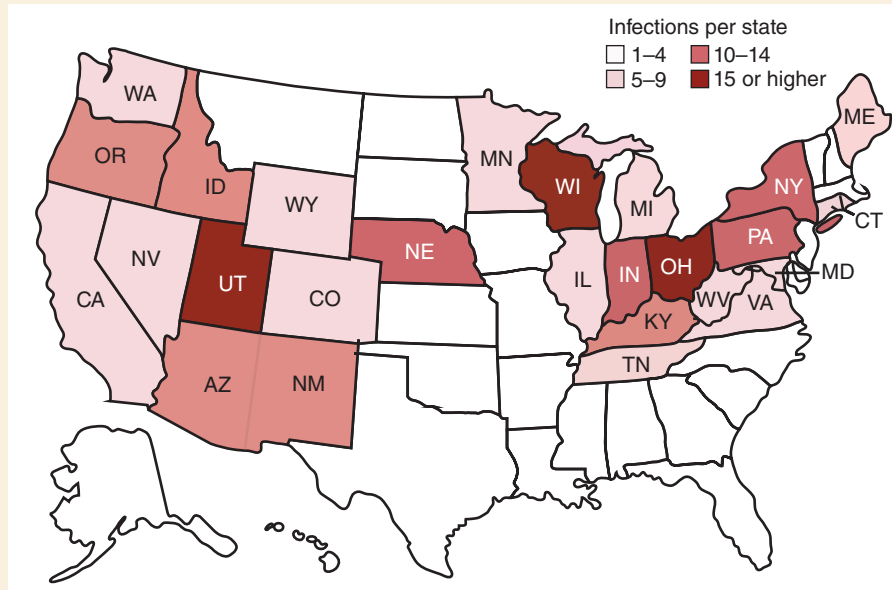 Infections per state
1–4
10–14
5–9
15 or higher
WA
ME
OR
MN
ID
WI
NY
WY
MI
CT
NE
PA
NV
OH
IL
IN
MD
UT
CO
WV
VA
CA
KY
TN
AZ
NM